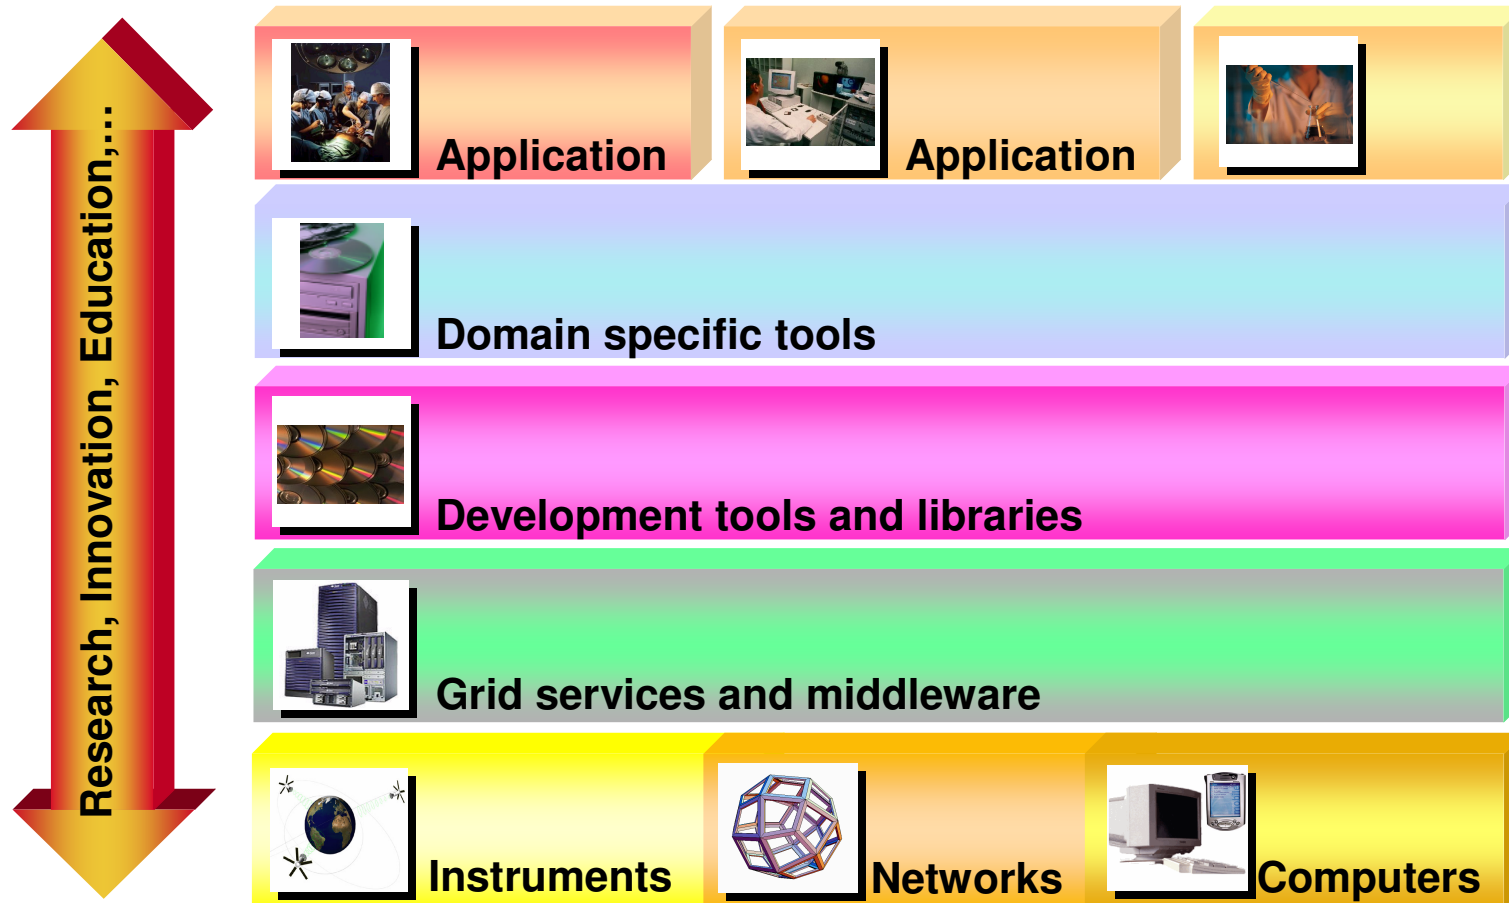 Research, Innovation, Education,...
Application
Application
Domain specific tools
Development tools and libraries
Grid services and middleware
Instruments
Networks
Computers